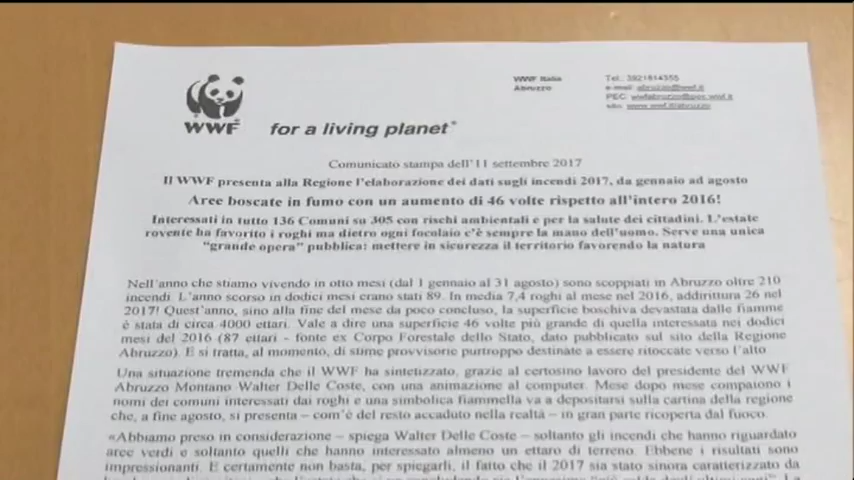 WWF Italia
Abruzzo
Tel.: 3921814355
e-mail: abruzzo@wwf.it
PEC: wwfabruzzo@pec.wwf.it
sito: www.wwf.it/abruzzo
WWF® for a living planet®
Comunicato stampa dell'11 settembre 2017
Il WWF presenta alla Regione l'elaborazione dei dati sugli incendi 2017, da gennaio ad agosto
Aree boscate in fumo con un aumento di 46 volte rispetto all'intero 2016!
Interessati in tutto 136 Comuni su 305 con rischi ambientali e per la salute dei cittadini. L'estate
rovente ha favorito i roghi ma dietro ogni focolaio c'è sempre la mano dell'uomo. Serve una unica
"grande opera" pubblica: mettere in sicurezza il territorio favorendo la natura
Nell'anno che stiamo vivendo in otto mesi (dal 1 gennaio al 31 agosto) sono scoppiati in Abruzzo oltre 210
incendi. L'anno scorso in dodici mesi erano stati 89. In media 7,4 roghi al mese nel 2016, addirittura 26 nel
2017! Quest'anno, sino alla fine del mese da poco concluso, la superficie boschiva devastata dalle fiamme
è stata di circa 4000 ettari. Vale a dire una superficie 46 volte più grande di quella interessata nei dodici
mesi del 2016 (87 ettari - fonte ex Corpo Forestale dello Stato, dato pubblicato sul sito della Regione
Abruzzo). E si tratta, al momento, di stime provvisorie purtroppo destinate a essere ritoccate verso l'alto
Una situazione tremenda che il WWF ha sintetizzato, grazie al certosino lavoro del presidente del WWF
Abruzzo Montano Walter Delle Coste, con una animazione al computer. Mese dopo mese compaiono i
nomi dei comuni interessati dai roghi e una simbolica fiammella va a depositarsi sulla cartina della regione
che, a fine agosto, si presenta – com'è del resto accaduto nella realtà – in gran parte ricoperta dal fuoco.
«Abbiamo preso in considerazione – spiega Walter Delle Coste – soltanto gli incendi che hanno riguardato
aree verdi e soltanto quelli che hanno interessato almeno un ettaro di terreno. Ebbene i risultati sono
impressionanti. E certamente non basta, per spiegarli, il fatto che il 2017 sia stato sinora caratterizzato da